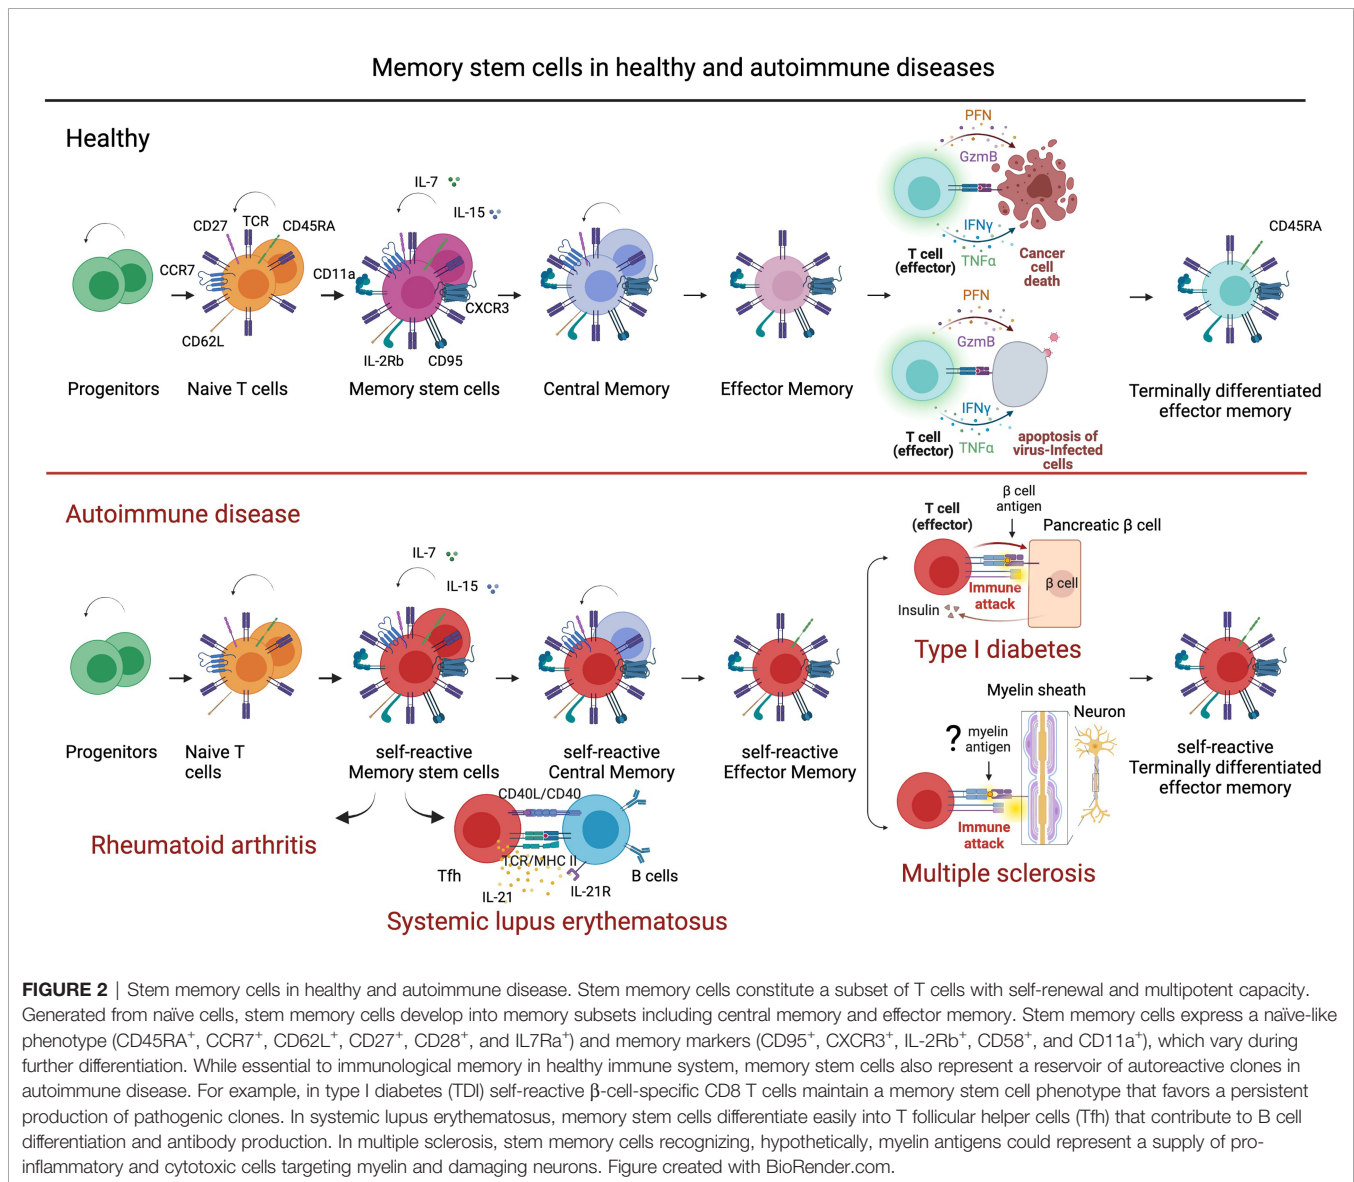 Memory stem cells in healthy and autoimmune diseases
Healthy
PFN
GzmB
IL-7
IL-15
CD27
TCR
CD45RA
CCR7
CD11a
CXCR3
CD62L
IL-2Rb
CD95
IFNγ
TNFα
T cell
(effector)
Cancer
cell
death
CD45RA
PFN
GzmB
IFNγ
TNFα
T cell
(effector)
apoptosis of
virus-Infected
cells
Progenitors
Naive T cells
Memory stem cells
Central Memory
Effector Memory
Terminally differentiated
effector memory
Autoimmune disease
IL-7
IL-15
T cell
(effector)
β cell
antigen
Pancreatic β cell
β cell
Immune
attack
Insulin
Type I diabetes
Myelin sheath
Neuron
? myelin
antigen
Immune
attack
Multiple sclerosis
Progenitors
Naive T
cells
self-reactive
Memory stem cells
self-reactive
Central Memory
self-reactive
Effector Memory
self-reactive
Terminally differentiated
effector memory
Rheumatoid arthritis
CD40L/CD40
TCR/MHC II
Tfh
B cells
IL-21
IL-21R
Systemic lupus erythematosus
FIGURE 2 | Stem memory cells in healthy and autoimmune disease. Stem memory cells constitute a subset of T cells with self-renewal and multipotent capacity.
Generated from naïve cells, stem memory cells develop into memory subsets including central memory and effector memory. Stem memory cells express a naïve-like
phenotype (CD45RA⁺, CCR7⁺, CD62L⁺, CD27⁺, CD28⁺, and IL7Ra⁺) and memory markers (CD95⁺, CXCR3⁺, IL-2Rb⁺, CD58⁺, and CD11a⁺), which vary during
further differentiation. While essential to immunological memory in healthy immune system, memory stem cells also represent a reservoir of autoreactive clones in
autoimmune disease. For example, in type I diabetes (TDI) self-reactive β-cell-specific CD8 T cells maintain a memory stem cell phenotype that favors a persistent
production of pathogenic clones. In systemic lupus erythematosus, memory stem cells differentiate easily into T follicular helper cells (Tfh) that contribute to B cell
differentiation and antibody production. In multiple sclerosis, stem memory cells recognizing, hypothetically, myelin antigens could represent a supply of pro-
inflammatory and cytotoxic cells targeting myelin and damaging neurons. Figure created with BioRender.com.